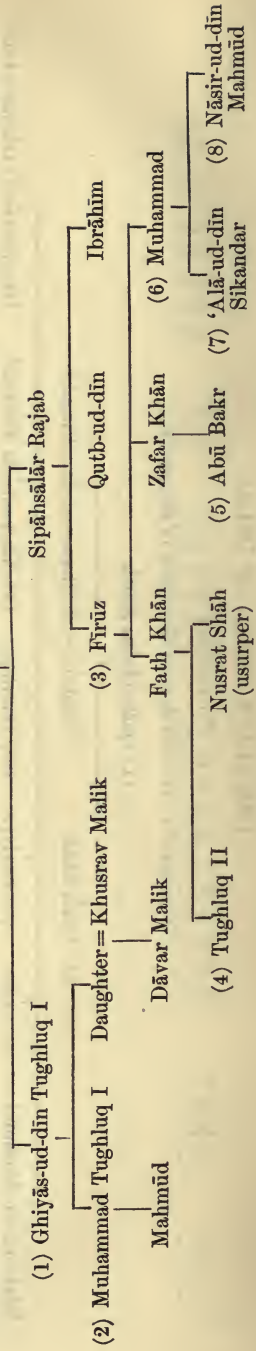 (1) Ghiyās-ud-dīn Tughluq I
Sipāhsālār Rajab
(2) Muhammad Tughluq I
Daughter=Khusrav Malik
(3) Fīrūz
Qutb-ud-dīn
Ibrāhīm
Mahmūd
Dāvar Malik
Fath Khān
Zafar Khān
(6) Muhammad
(4) Tughluq II
Nusrat Shāh
(usurper)
(5) Abū Bakr
(7) ‘Alā-ud-dīn
Sikandar
(8) Nāsir-ud-dīn
Mahmūd